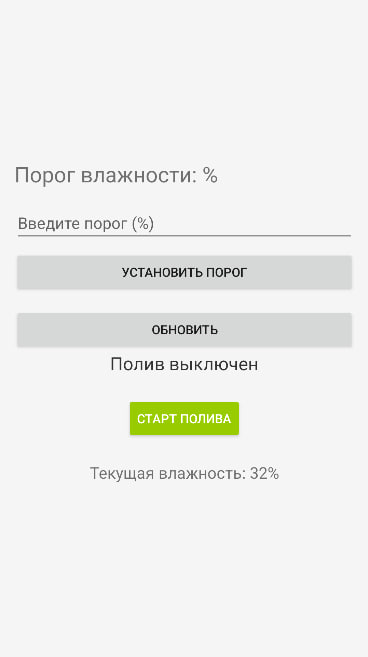 Порог влажности: %
Введите порог (%)
УСТАНОВИТЬ ПОРОГ
ОБНОВИТЬ
Полив выключен
СТАРТ ПОЛИВА
Текущая влажность: 32%